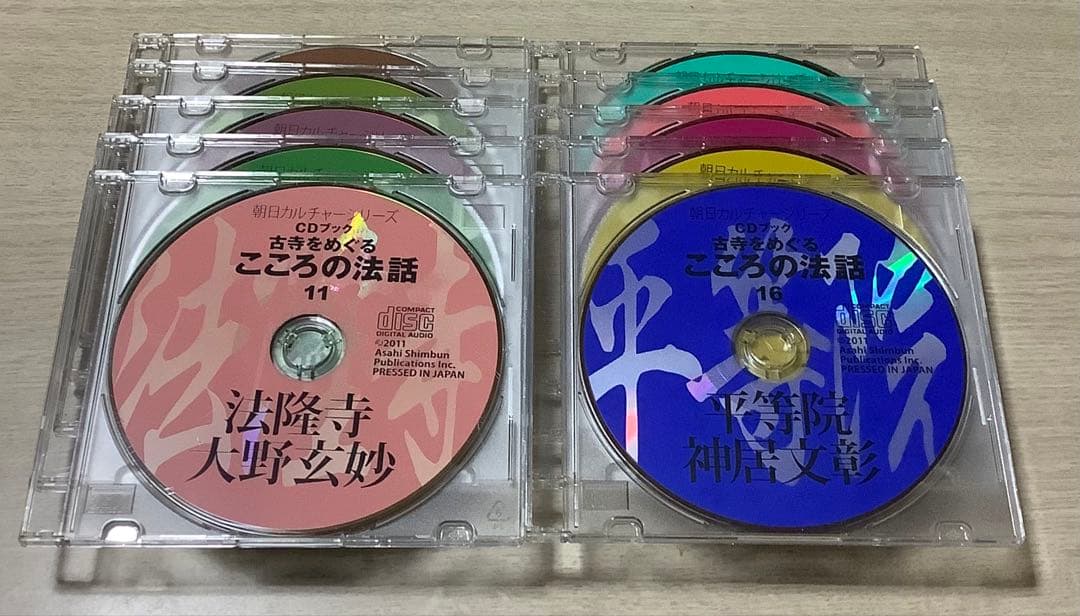 朝日カルチャーシリーズ
CDブック
古寺をめぐる
こころの法話
11
COMPACT
disc
DIGITAL AUDIO
©2011
Asahi Shimbun
Publications Inc.
PRESSED IN JAPAN
法隆寺
大野玄妙
朝日カルチャーシリーズ
CDブック
古寺をめぐる
こころの法話
16
COMPACT
disc
DIGITAL AUDIO
©2011
Asahi Shimbun
Publications Inc.
PRESSED IN JAPAN
平等院
神居文彰